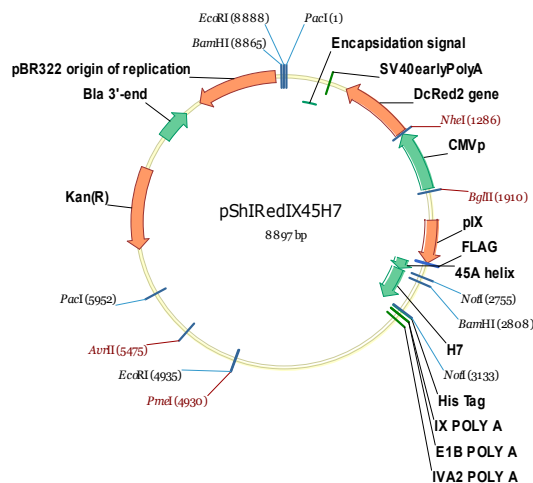 EcoRI (8888)
PacI (1)
BamHI (8865)
Encapsidation signal
pBR322 origin of replication
SV40earlyPolyA
Bla 3'-end
DcRed2 gene
NheI (1286)
CMVp
Kan(R)
pShIRedIX45H7
8897 bp
BglII (1910)
pIX
FLAG
45A helix
NotI (2755)
PacI (5952)
BamHI (2808)
AvrII (5475)
H7
EcoRI (4935)
NotI (3133)
PmeI (4930)
His Tag
IX POLY A
E1B POLY A
IVA2 POLY A